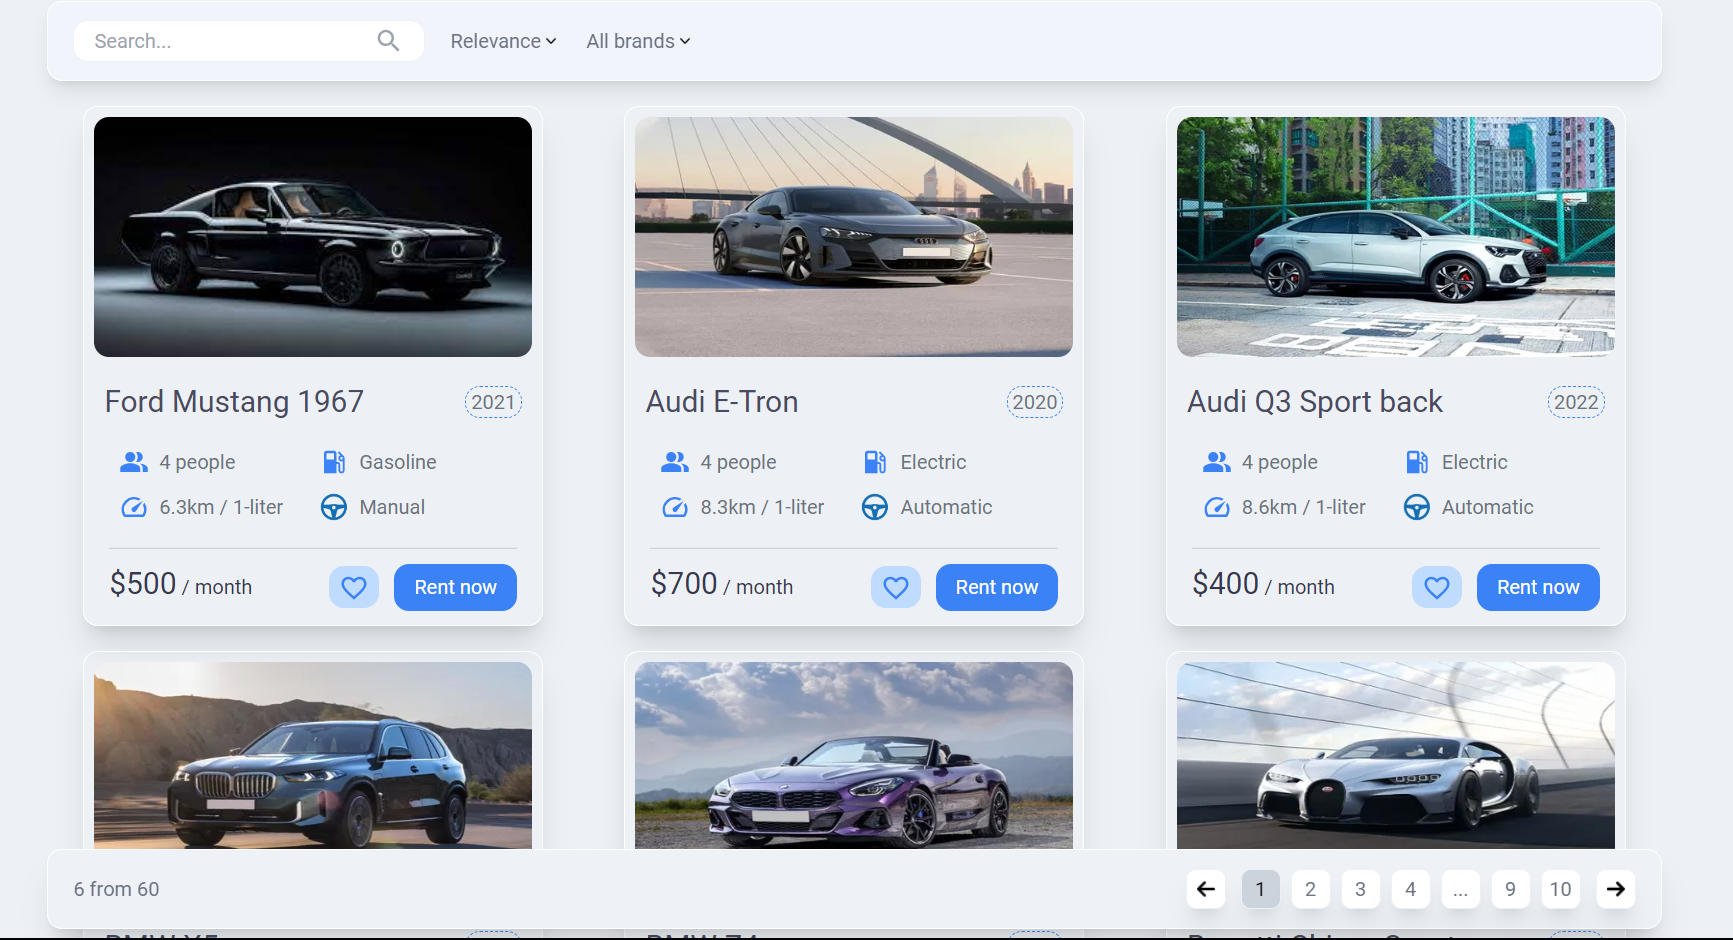 Search... Relevance All brands
Ford Mustang 1967 2021
4 people Gasoline
6.3km / 1-liter Manual
$500 / month Rent now
Audi E-Tron 2020
4 people Electric
8.3km / 1-liter Automatic
$700 / month Rent now
Audi Q3 Sport back 2022
4 people Electric
8.6km / 1-liter Automatic
$400 / month Rent now
6 from 60 1 2 3 4 ... 9 10